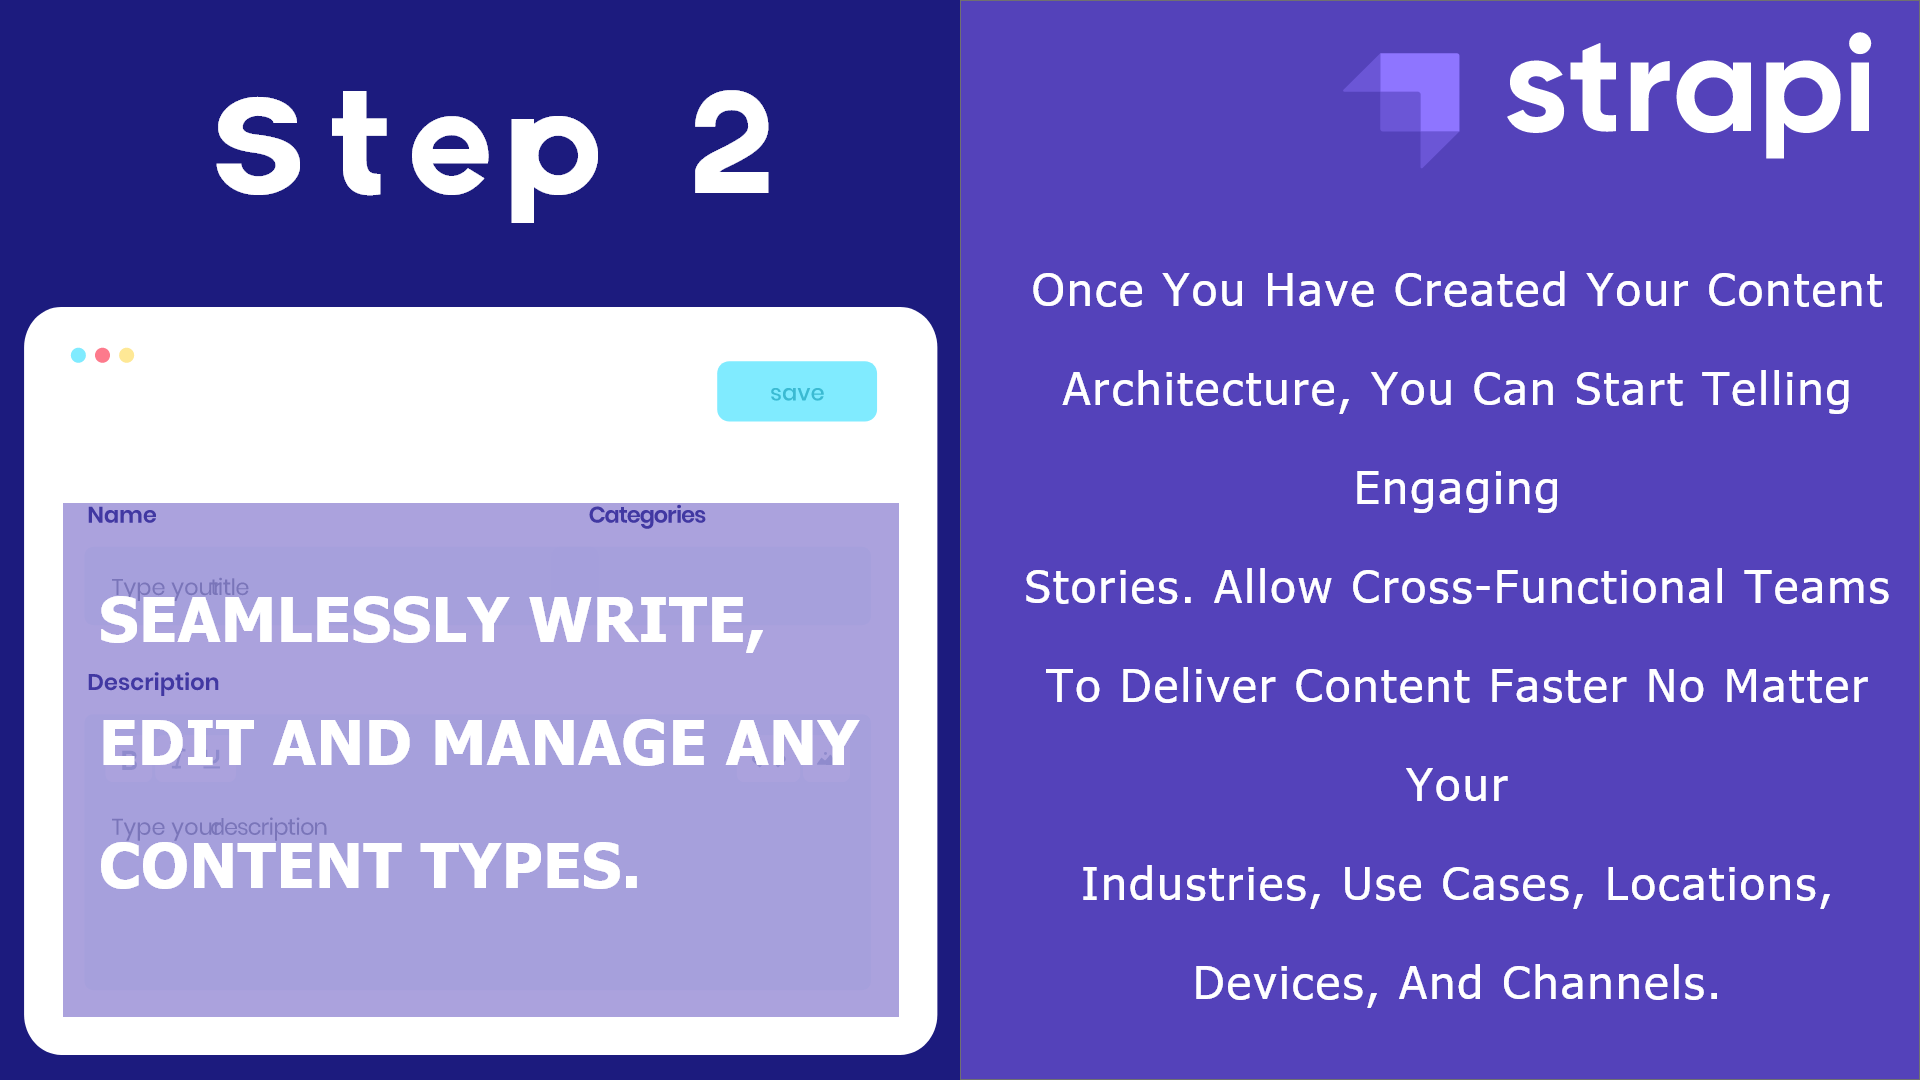 Step 2
save
Name
Categories
Type your title
SEAMLESSLY WRITE,
Description
EDIT AND MANAGE ANY
B I U
Type your description
CONTENT TYPES.
strapi
Once You Have Created Your Content
Architecture, You Can Start Telling
Engaging
Stories. Allow Cross-Functional Teams
To Deliver Content Faster No Matter
Your
Industries, Use Cases, Locations,
Devices, And Channels.